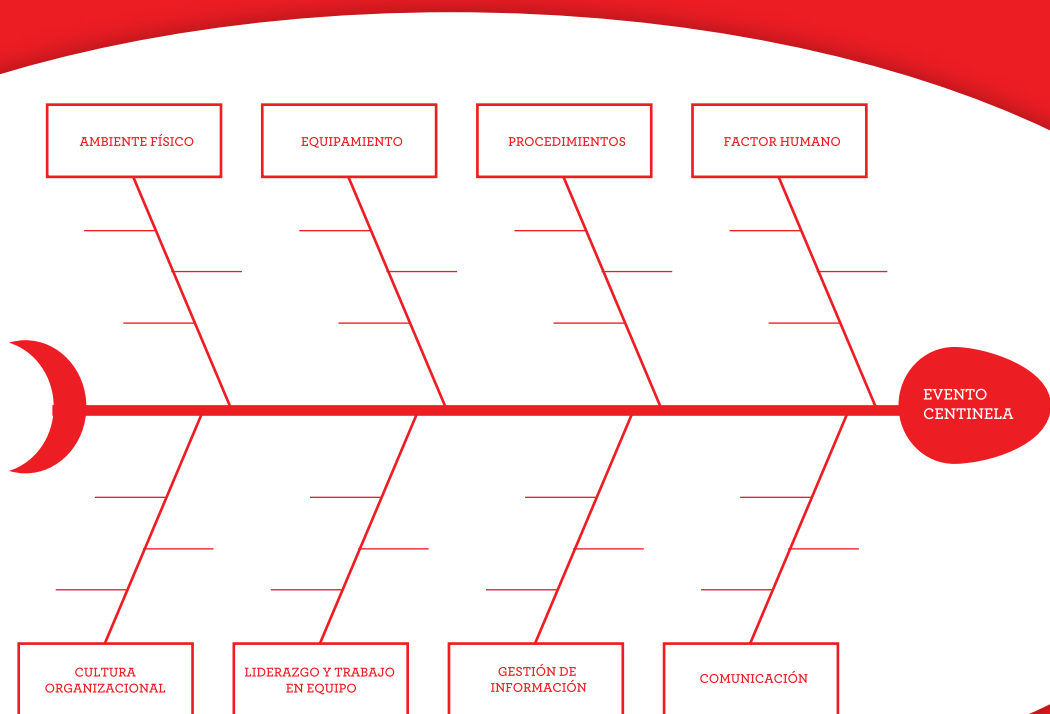 AMBIENTE FÍSICO
EQUIPAMIENTO
PROCEDIMIENTOS
FACTOR HUMANO
EVENTO
CENTINELA
CULTURA
ORGANIZACIONAL
LIDERAZGO Y TRABAJO
EN EQUIPO
GESTIÓN DE
INFORMACIÓN
COMUNICACIÓN